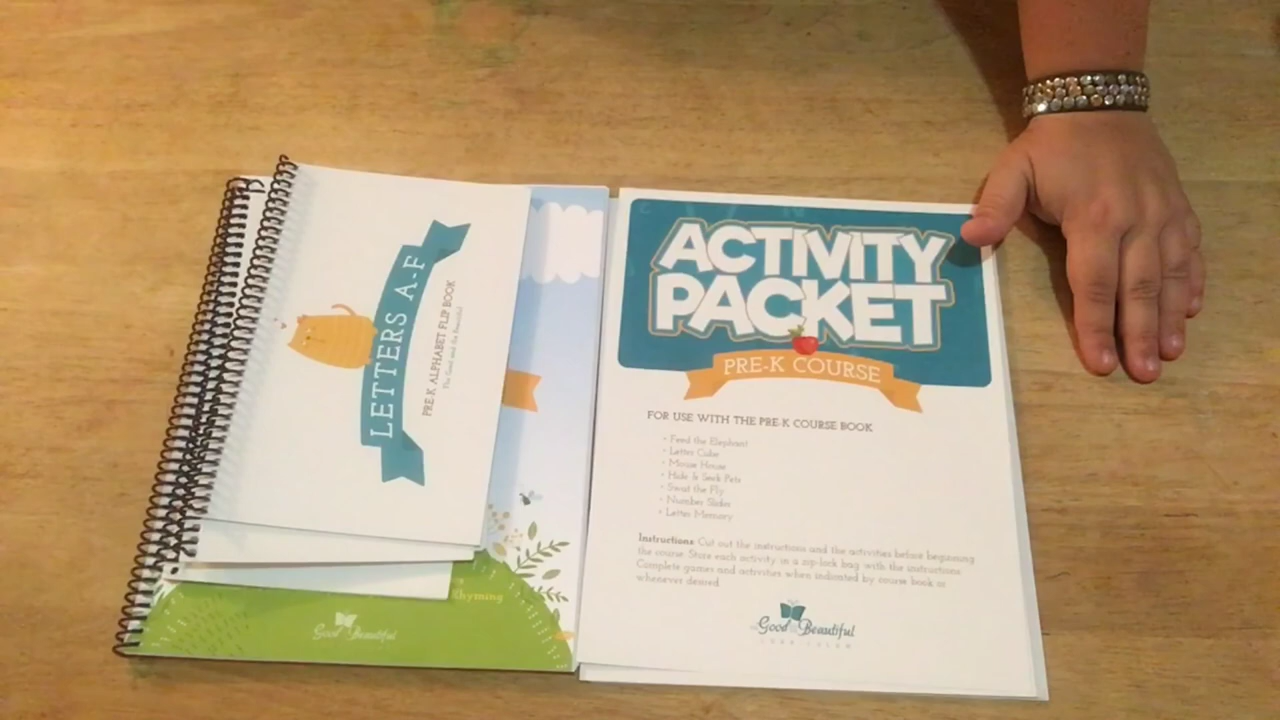 LETTERS A-F
PRE-K ALPHABET FLIP BOOK
The Good and the Beautiful
Rhyming
Good Beautiful
ACTIVITY
PACKET
PRE-K COURSE
FOR USE WITH THE PRE-K COURSE BOOK
• Feed the Elephant
• Letter Cube
• Mouse House
• Hide & Seek Pets
• Swat the Fly
• Number Slider
• Letter Memory
Instructions: Cut out the instructions and the activities before beginning
the course. Store each activity in a zip-lock bag with the instructions.
Complete games and activities when indicated by course book or
whenever desired.
Good Beautiful
CURRICULUM